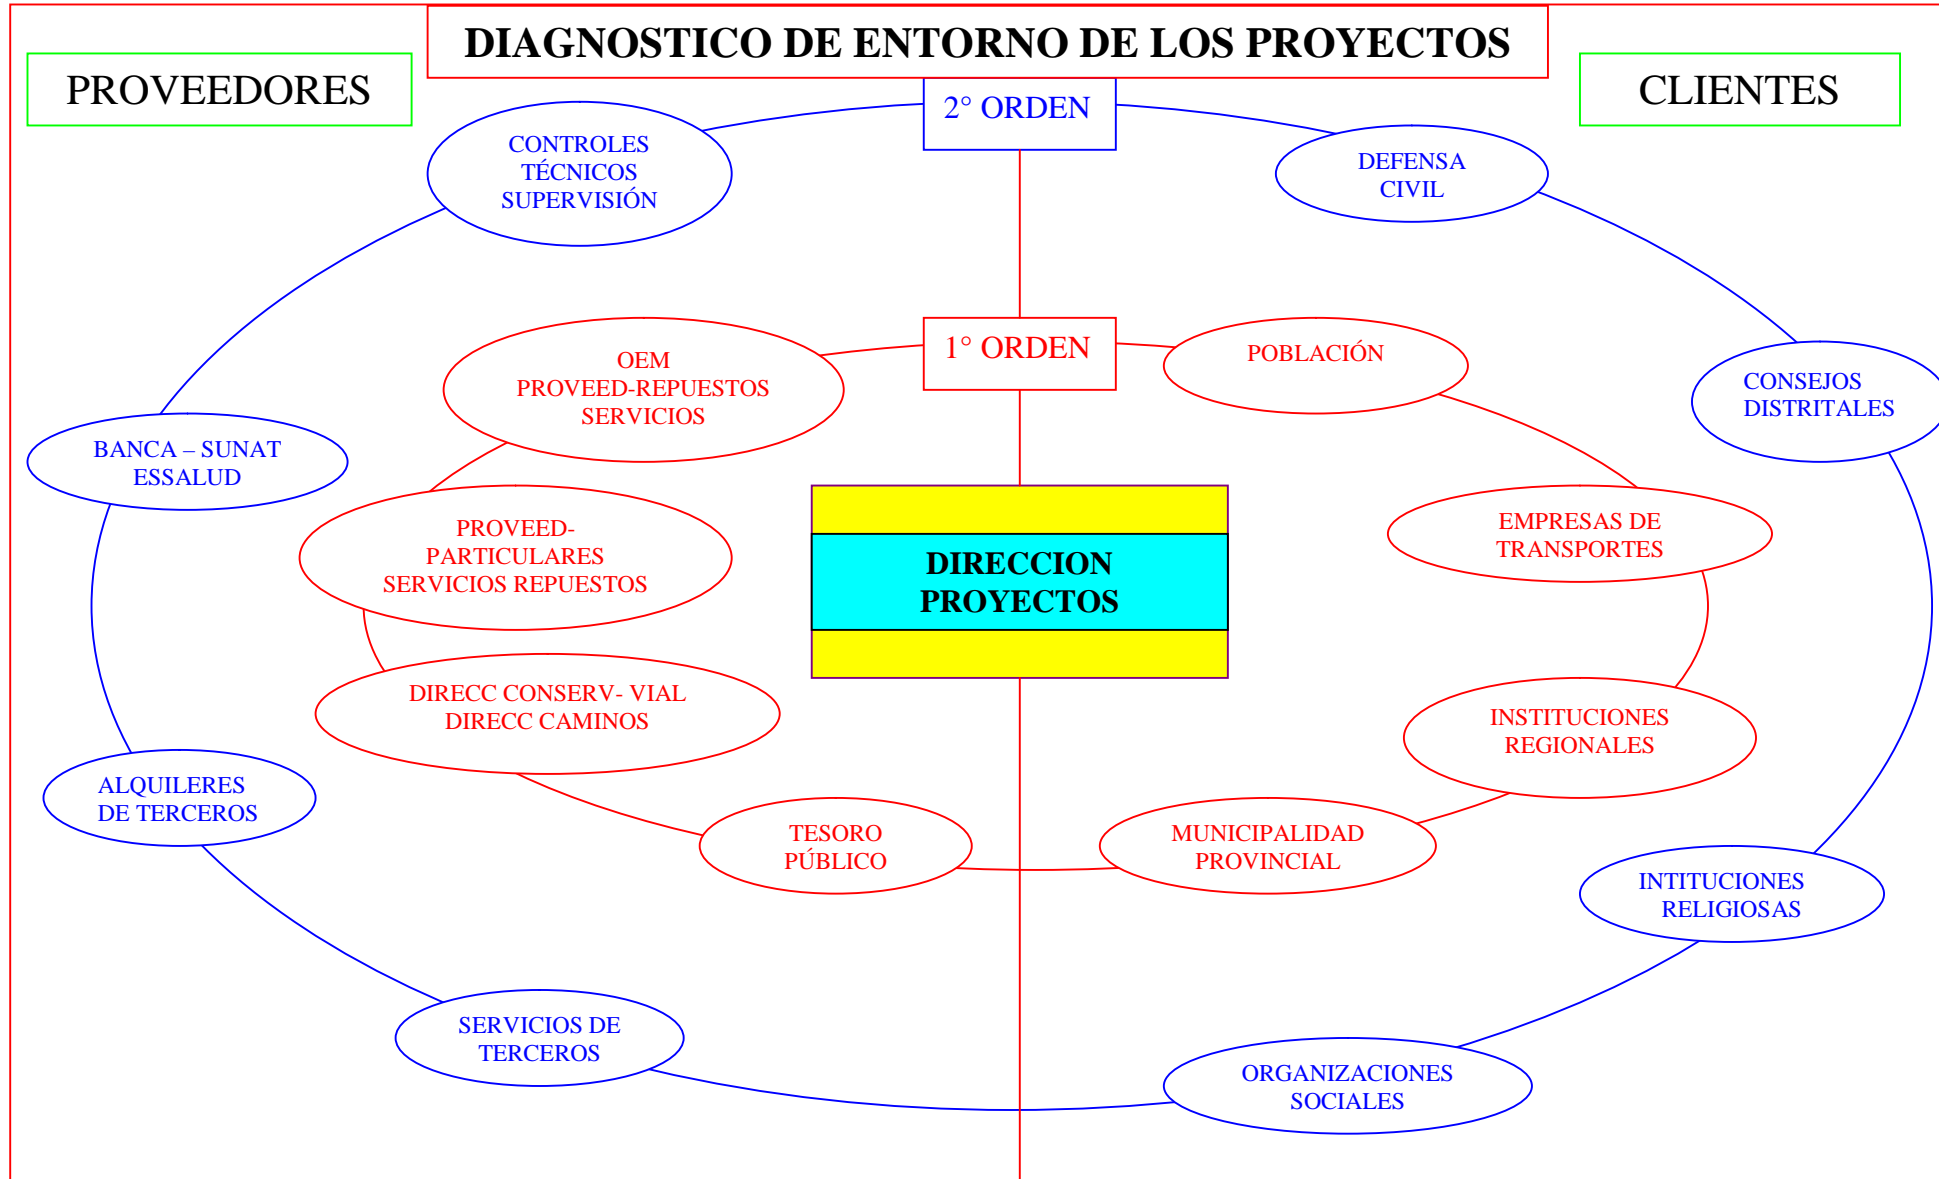 DIAGNOSTICO DE ENTORNO DE LOS PROYECTOS
PROVEEDORES
CLIENTES
2° ORDEN
CONTROLES
TÉCNICOS
SUPERVISIÓN
DEFENSA
CIVIL
1° ORDEN
OEM
PROVEED-REPUESTOS
SERVICIOS
POBLACIÓN
CONSEJOS
DISTRITALES
BANCA – SUNAT
ESSALUD
PROVEED-
PARTICULARES
SERVICIOS REPUESTOS
EMPRESAS DE
TRANSPORTES
DIRECCION
PROYECTOS
DIRECC CONSERV- VIAL
DIRECC CAMINOS
INSTITUCIONES
REGIONALES
ALQUILERES
DE TERCEROS
TESORO
PÚBLICO
MUNICIPALIDAD
PROVINCIAL
INTITUCIONES
RELIGIOSAS
SERVICIOS DE
TERCEROS
ORGANIZACIONES
SOCIALES